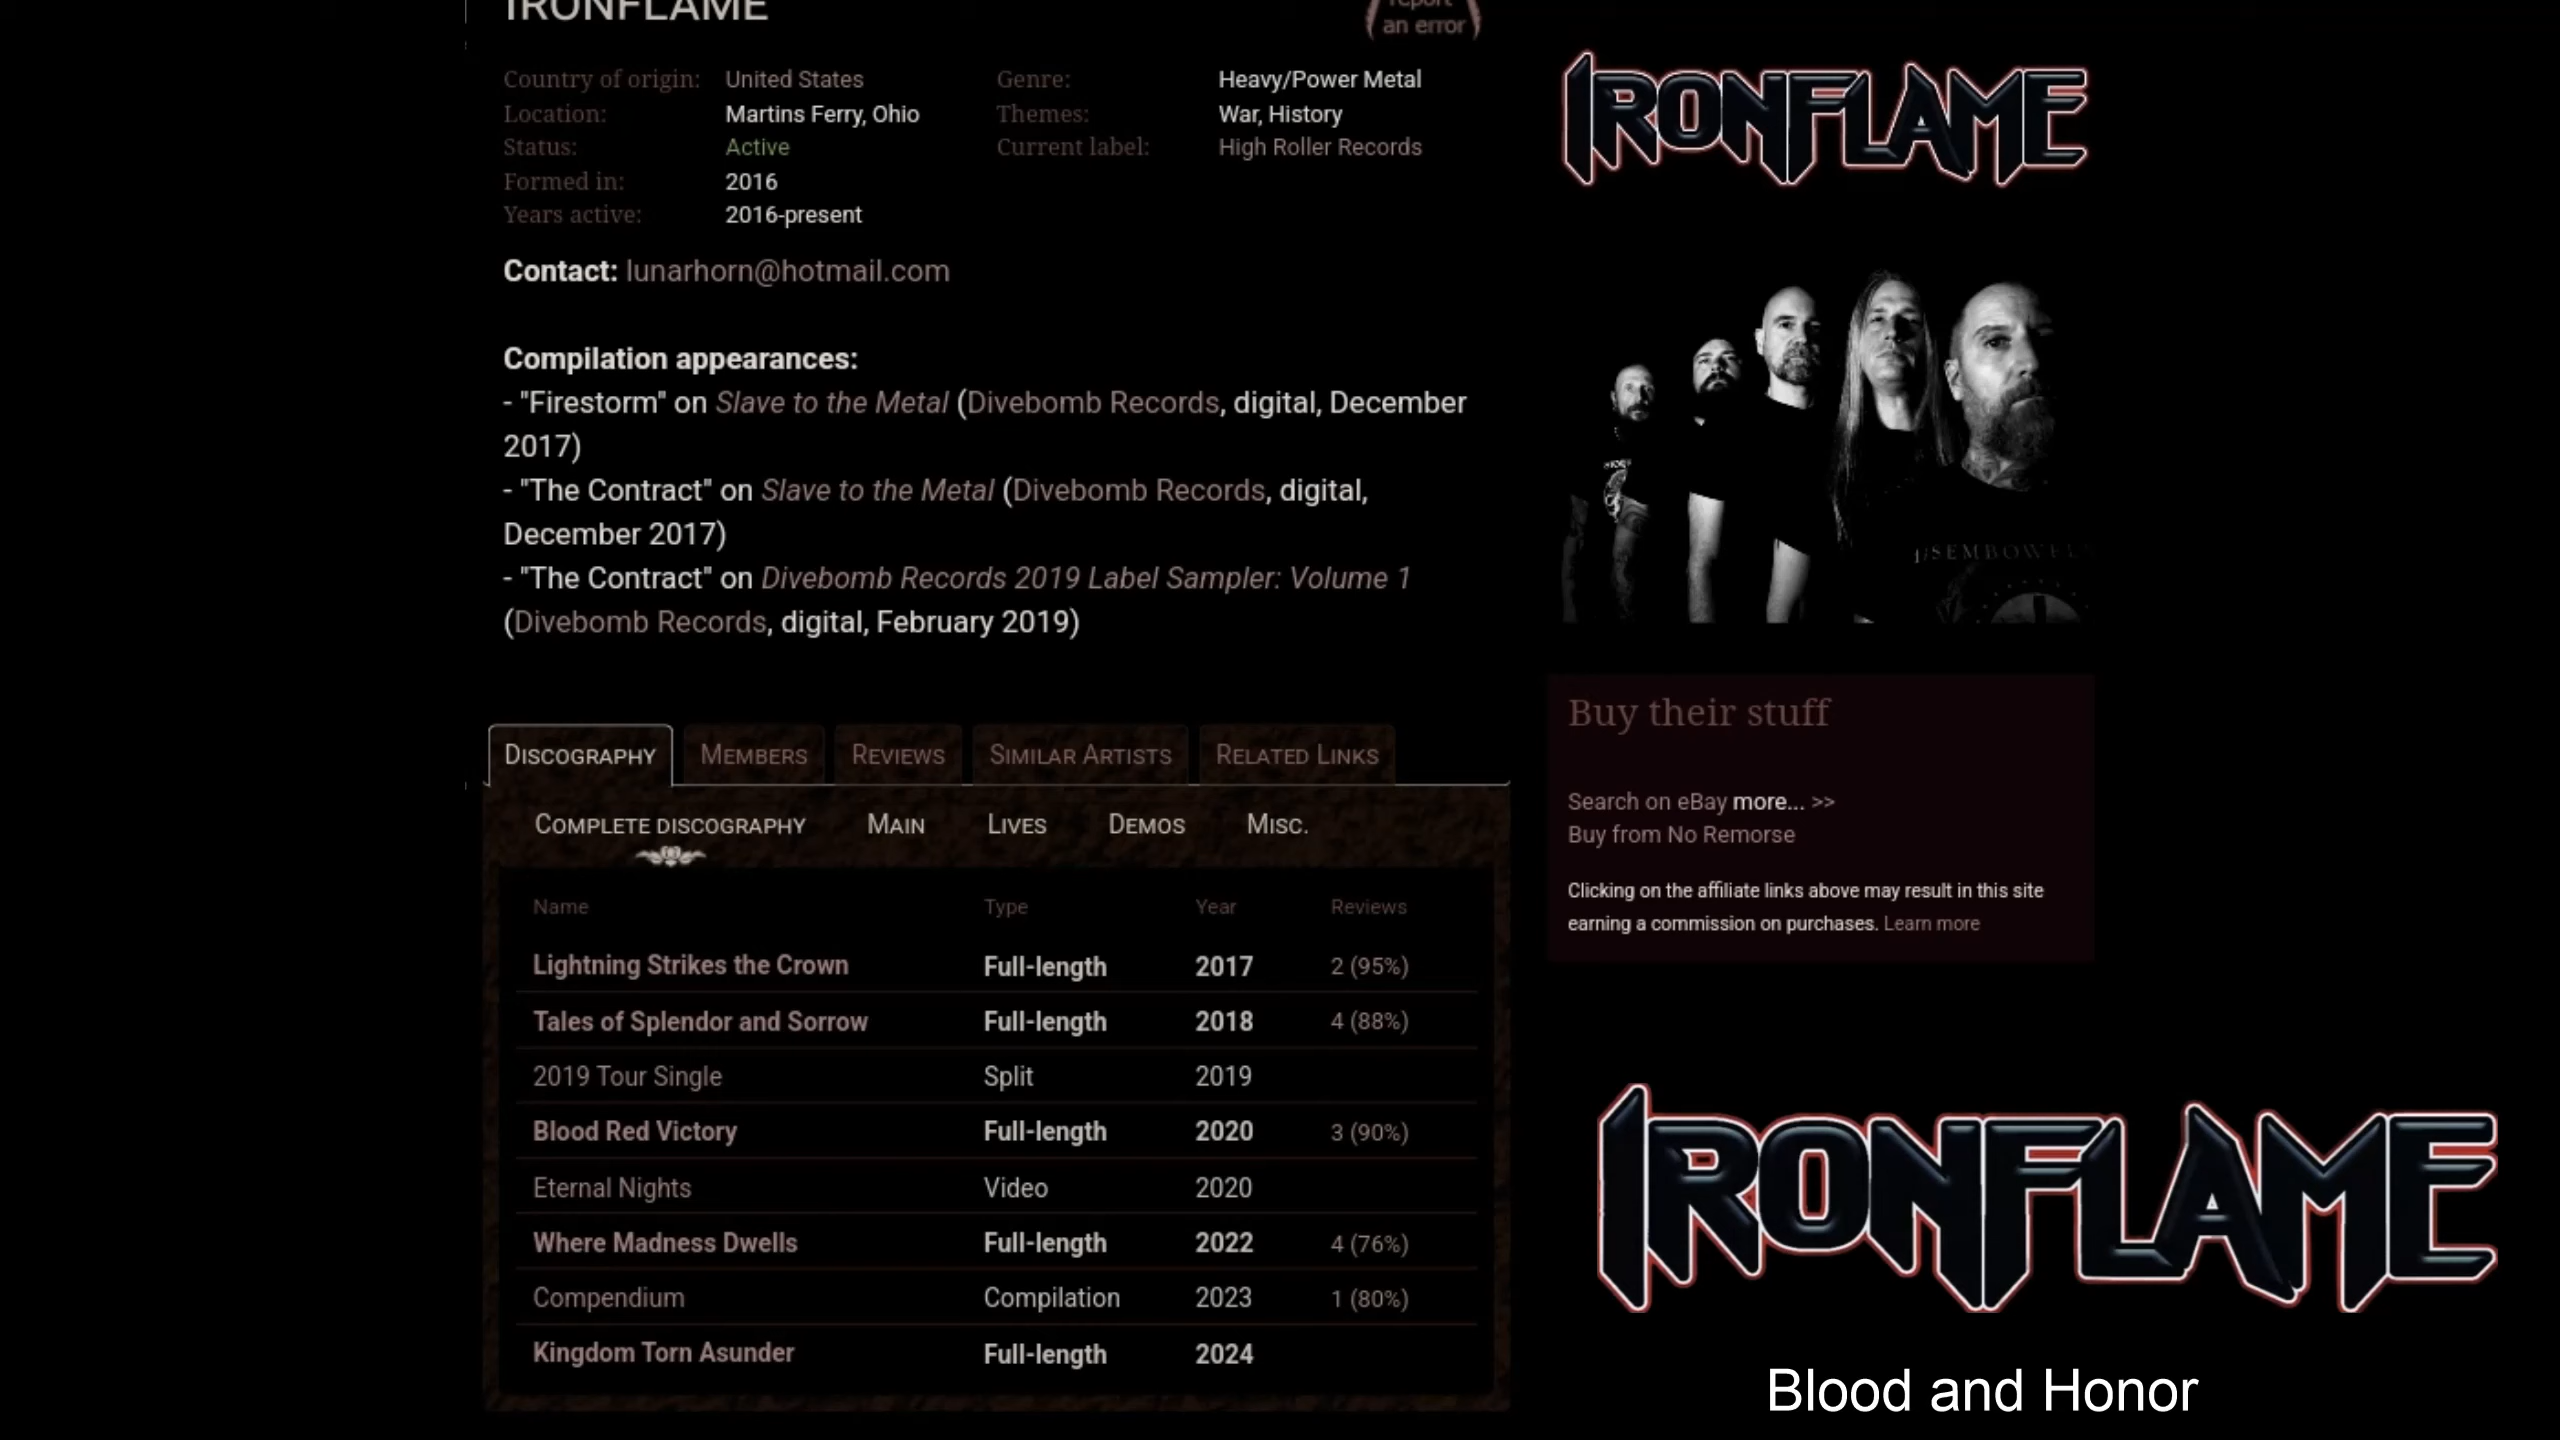 IRONFLAME
report
an error
Country of origin: United States
Location: Martins Ferry, Ohio
Status: Active
Formed in: 2016
Years active: 2016-present
Genre: Heavy/Power Metal
Themes: War, History
Current label: High Roller Records
Contact: lunarhorn@hotmail.com
Compilation appearances:
- "Firestorm" on Slave to the Metal (Divebomb Records, digital, December
2017)
- "The Contract" on Slave to the Metal (Divebomb Records, digital,
December 2017)
- "The Contract" on Divebomb Records 2019 Label Sampler: Volume 1
(Divebomb Records, digital, February 2019)
IRONFLAME
Buy their stuff
Search on eBay more... >>
Buy from No Remorse
Clicking on the affiliate links above may result in this site
earning a commission on purchases. Learn more
DISCOGRAPHY MEMBERS REVIEWS SIMILAR ARTISTS RELATED LINKS
COMPLETE DISCOGRAPHY MAIN LIVES DEMOS MISC.
Name Type Year Reviews
Lightning Strikes the Crown Full-length 2017 2 (95%)
Tales of Splendor and Sorrow Full-length 2018 4 (88%)
2019 Tour Single Split 2019
Blood Red Victory Full-length 2020 3 (90%)
Eternal Nights Video 2020
Where Madness Dwells Full-length 2022 4 (76%)
Compendium Compilation 2023 1 (80%)
Kingdom Torn Asunder Full-length 2024
IRONFLAME
Blood and Honor